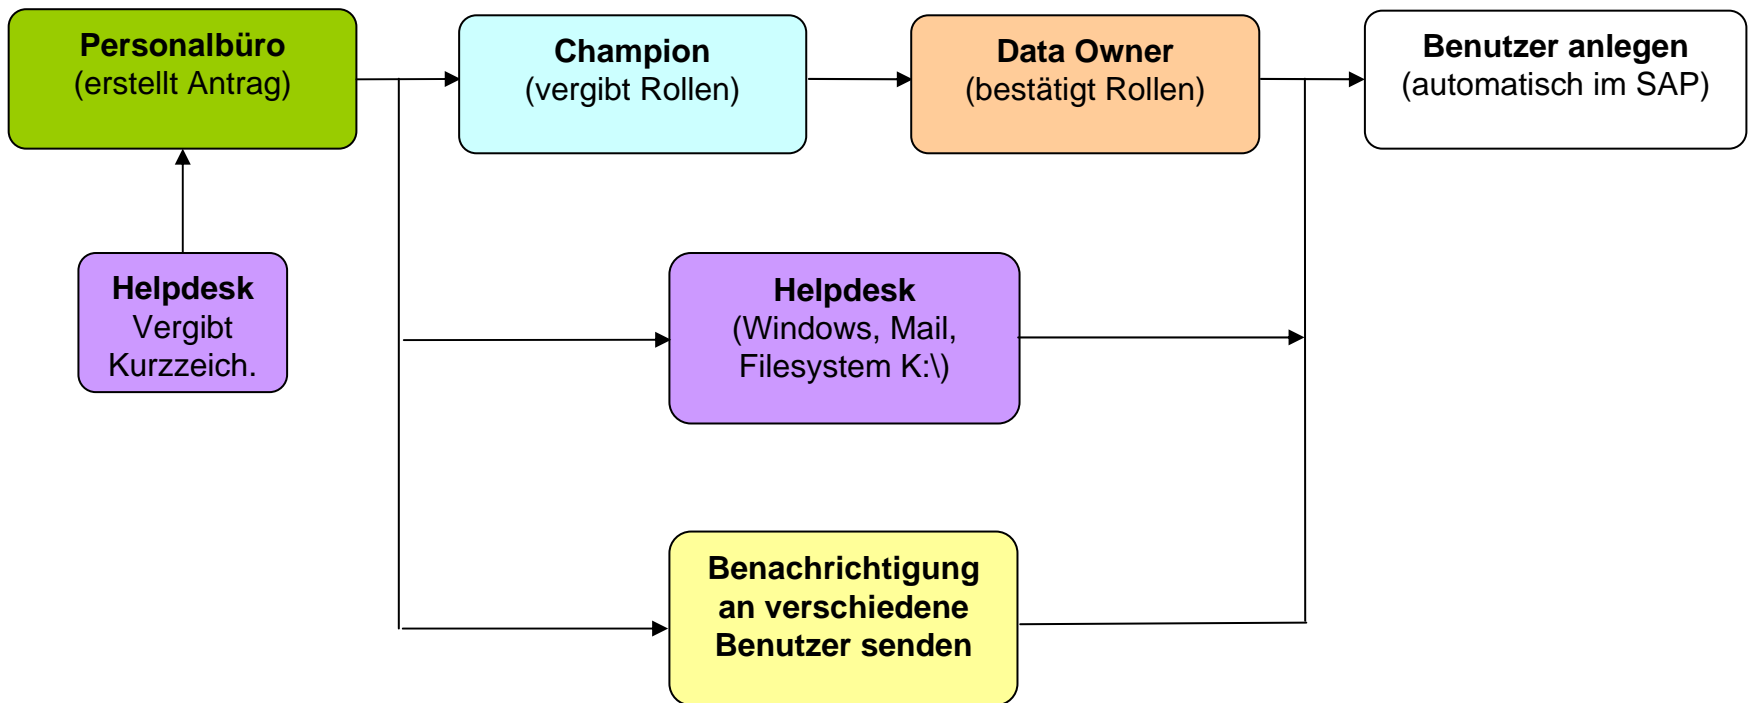 Personalbüro
(erstellt Antrag)
Champion
(vergibt Rollen)
Data Owner
(bestätigt Rollen)
Benutzer anlegen
(automatisch im SAP)
Helpdesk
Vergibt
Kurzzeich.
Helpdesk
(Windows, Mail,
Filesystem K:\)
Benachrichtigung
an verschiedene
Benutzer senden